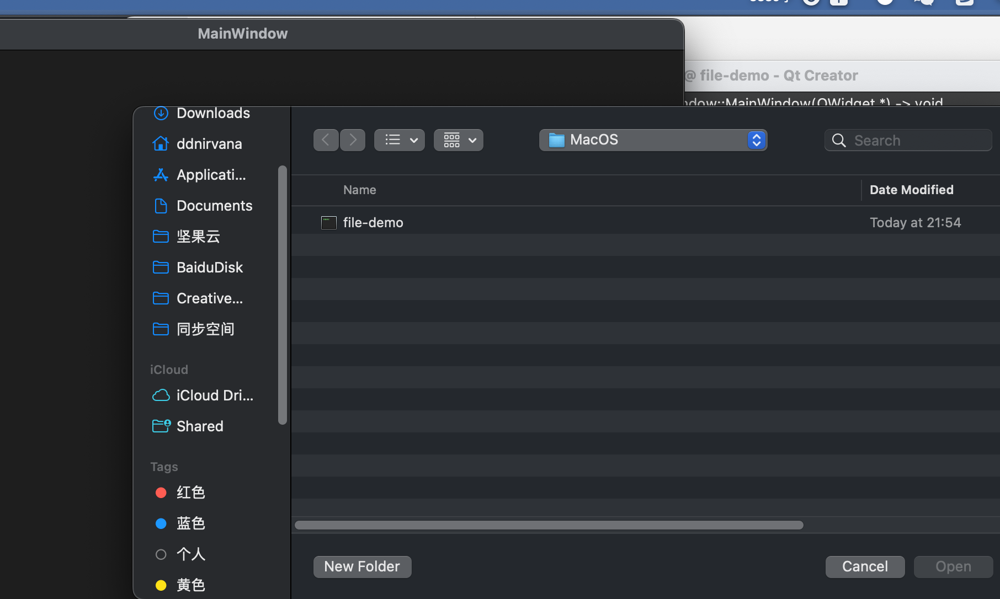 MainWindow
@ file-demo - Qt Creator
ndow::MainWindow(QWidget *) -> void
Downloads
ddnirvana
Applicati...
Documents
坚果云
BaiduDisk
Creative...
同步空间
iCloud
iCloud Dri...
Shared
Tags
红色
蓝色
个人
黄色
MacOS
Search
Name
Date Modified
file-demo
Today at 21:54
New Folder
Cancel
Open